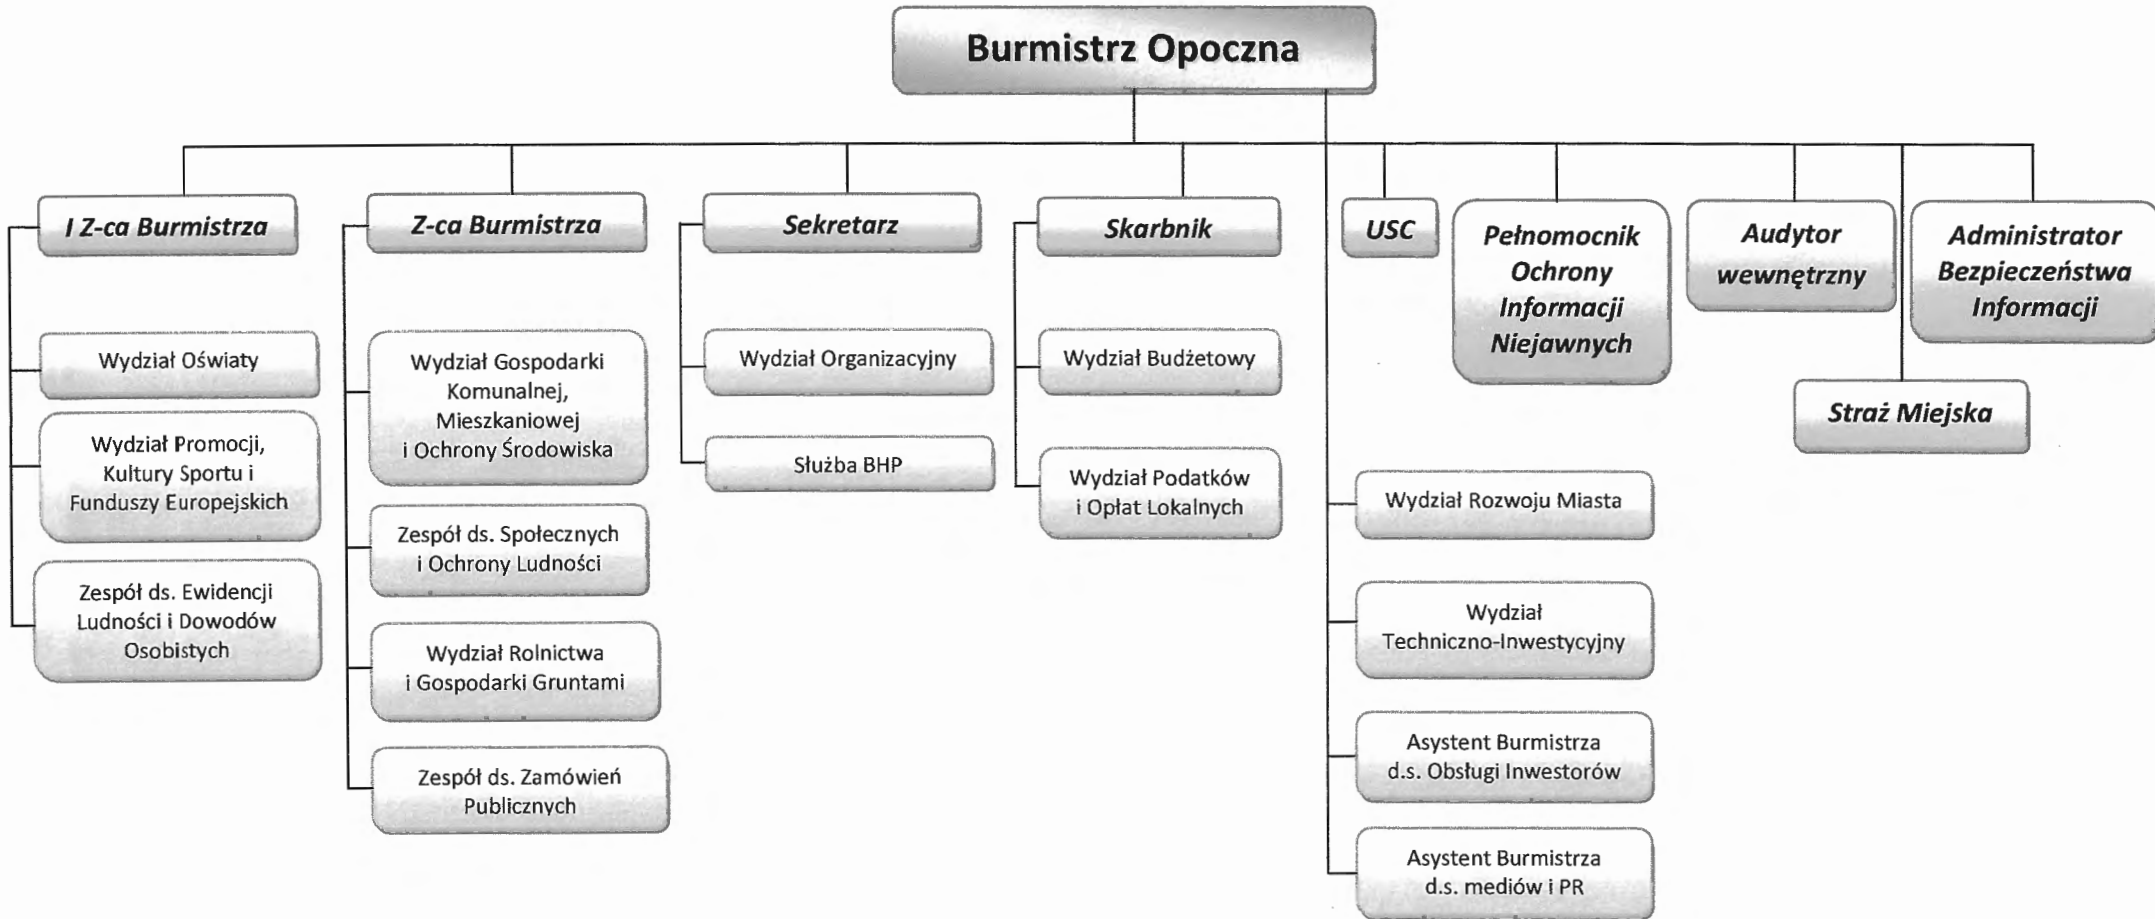 Burmistrz Opoczna
I Z-ca Burmistrza
Wydział Oświaty
Wydział Promocji,
Kultury Sportu i
Funduszy Europejskich
Zespół ds. Ewidencji
Ludności i Dowodów
Osobistych
Z-ca Burmistrza
Wydział Gospodarki
Komunalnej,
Mieszkaniowej
i Ochrony Środowiska
Zespół ds. Społecznych
i Ochrony Ludności
Wydział Rolnictwa
i Gospodarki Gruntami
Zespół ds. Zamówień
Publicznych
Sekretarz
Wydział Organizacyjny
Służba BHP
Skarbnik
Wydział Budżetowy
Wydział Podatków
i Opłat Lokalnych
USC
Pełnomocnik
Ochrony
Informacji
Niejawnych
Audytor
wewnętrzny
Administrator
Bezpieczeństwa
Informacji
Straż Miejska
Wydział Rozwoju Miasta
Wydział
Techniczno-Inwestycyjny
Asystent Burmistrza
d.s. Obsługi Inwestorów
Asystent Burmistrza
d.s. mediów i PR